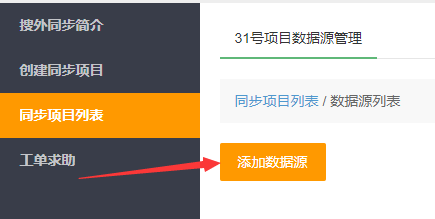 搜外同步简介
创建同步项目
同步项目列表
工单求助
31号项目数据源管理
同步项目列表 / 数据源列表
添加数据源